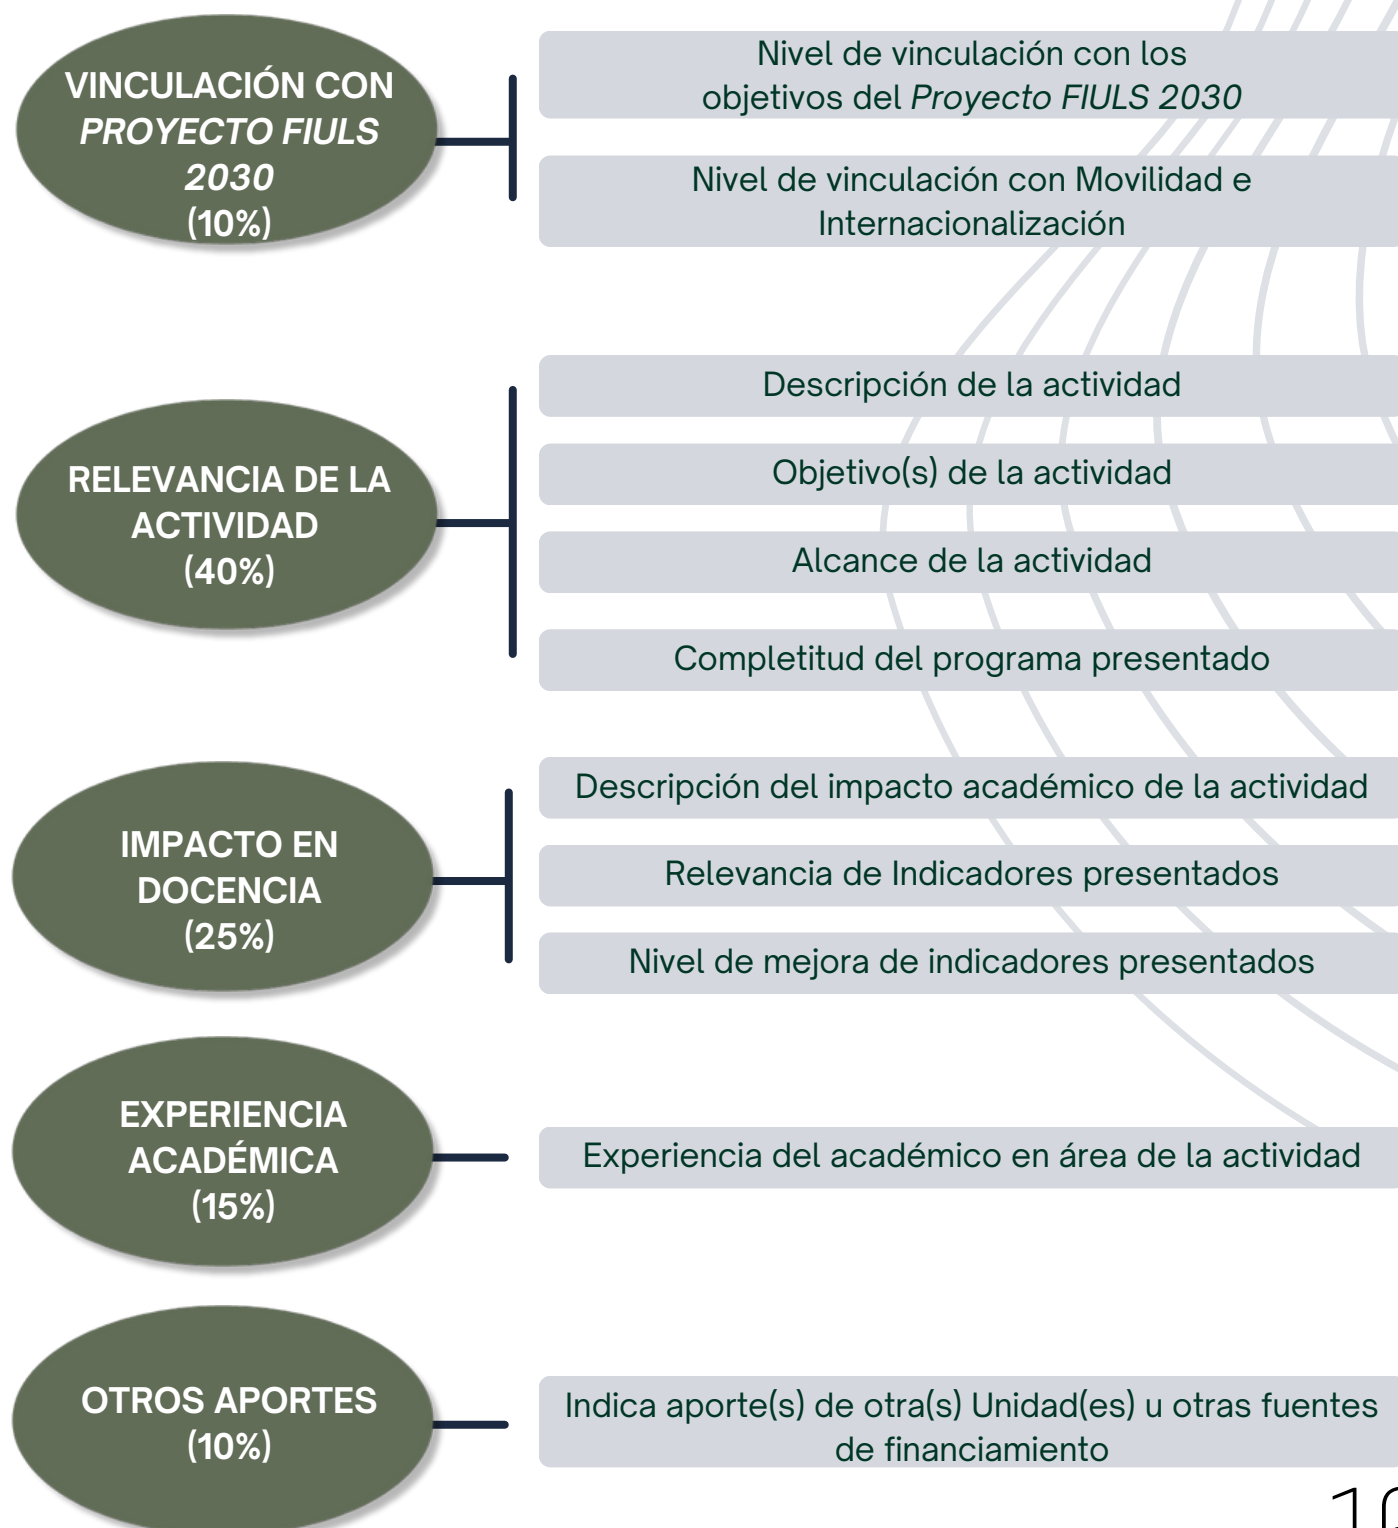 VINCULACIÓN CON
PROYECTO FIULS
2030
(10%)
Nivel de vinculación con los
objetivos del Proyecto FIULS 2030
Nivel de vinculación con Movilidad e
Internacionalización
RELEVANCIA DE LA
ACTIVIDAD
(40%)
Descripción de la actividad
Objetivo(s) de la actividad
Alcance de la actividad
Completitud del programa presentado
IMPACTO EN
DOCENCIA
(25%)
Descripción del impacto académico de la actividad
Relevancia de Indicadores presentados
Nivel de mejora de indicadores presentados
EXPERIENCIA
ACADÉMICA
(15%)
Experiencia del académico en área de la actividad
OTROS APORTES
(10%)
Indica aporte(s) de otra(s) Unidad(es) u otras fuentes
de financiamiento